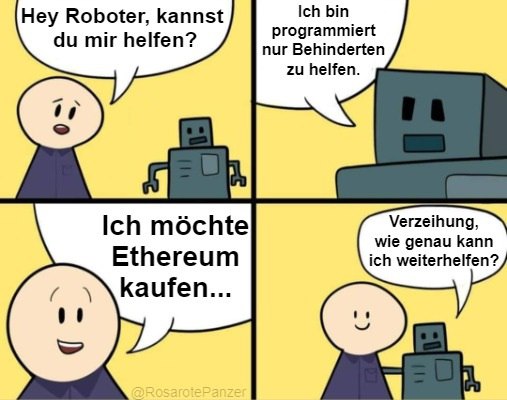 Hey Roboter, kannst
du mir helfen?
Ich bin
programmiert
nur Behinderten
zu helfen.
Ich möchte
Ethereum
kaufen...
Verzeihung,
wie genau kann
ich weiterhelfen?
@RosarotePanzer